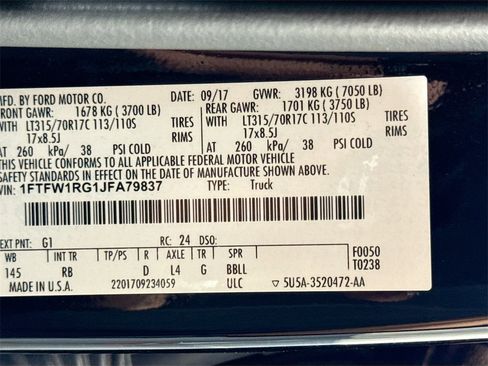 MFD. BY FORD MOTOR CO.
DATE: 09/17 GVWR: 3198 KG ( 7050 LB)
FRONT GAWR: 1678 KG ( 3700 LB) REAR GAWR: 1701 KG ( 3750 LB)
WITH LT315/70R17C 113/110S WITH LT315/70R17C 113/110S
TIRES 17x8.5J TIRES 17x8.5J RIMS
AT 260 kPa/ 38 PSI COLD AT 260 kPa/ 38 PSI COLD
THIS VEHICLE CONFORMS TO ALL APPLICABLE FEDERAL MOTOR VEHICLE
SAFETY STANDARDS IN EFFECT ON THE DATE OF MANUFACTURE SHOWN ABOVE.
VIN: 1FTFW1RG1JFA79837 TYPE: Truck
EXT PNT: G1 RC: 24 DSO: F0050
WB INT TR TP/PS R AXLE TR SPR T0238
145 RB D L4 G BBLL
MADE IN U.S.A. 2201709234059 ULC ▽ 5U5A-3520472-AA